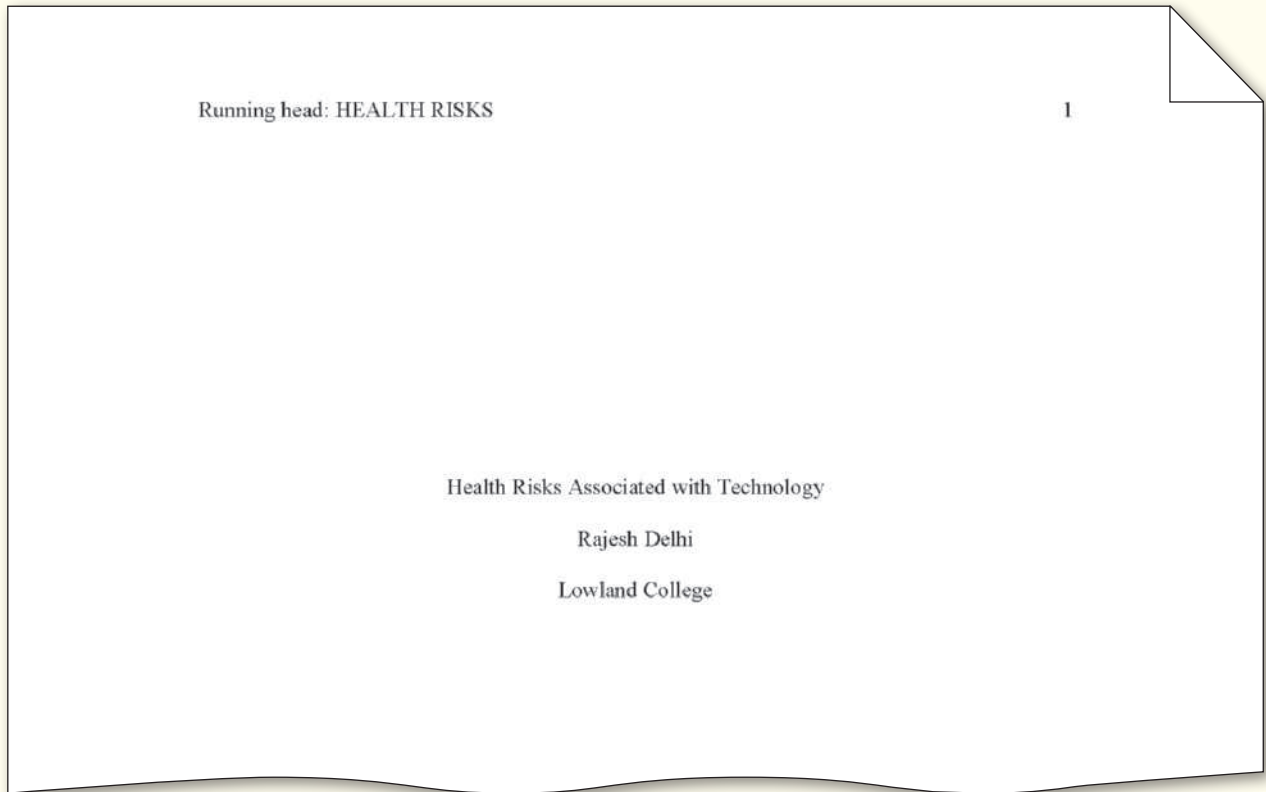 Running head: HEALTH RISKS 1
Health Risks Associated with Technology
Rajesh Delhi
Lowland College